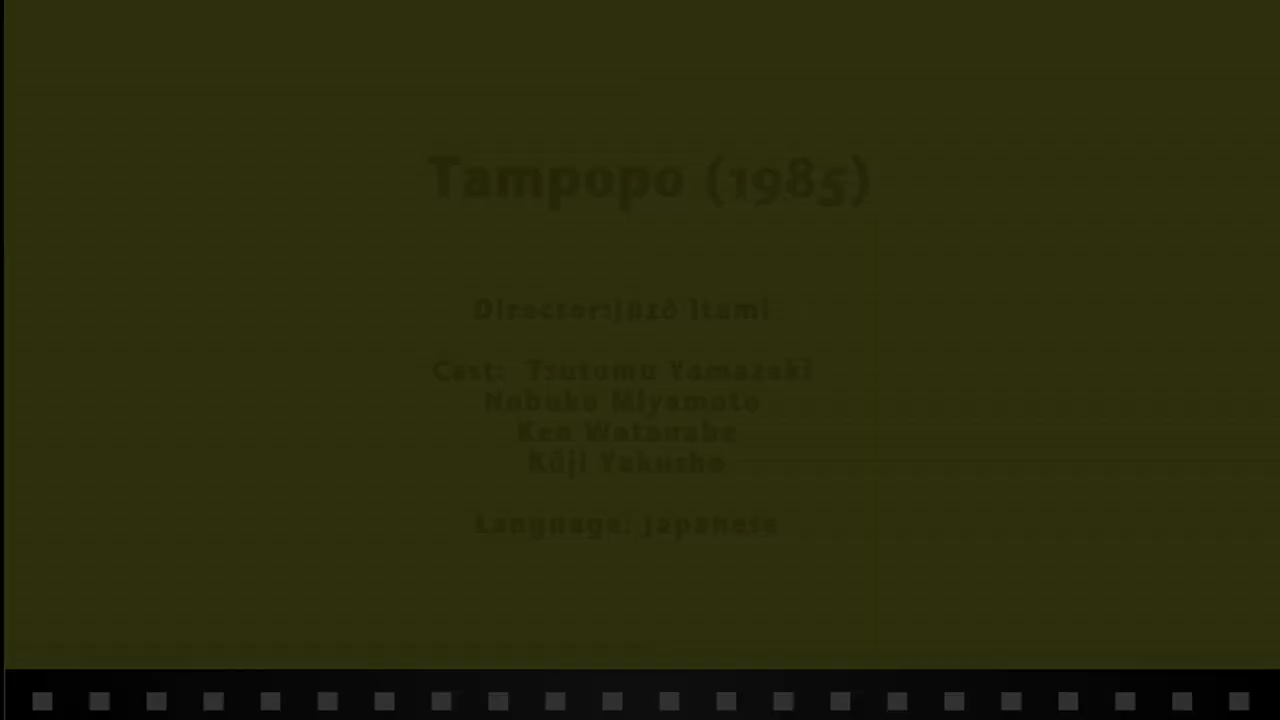 Tampopo (1985)
Director:Jūzō Itami
Cast: Tsutomu Yamazaki
Nobuko Miyamoto
Ken Watanabe
Kōji Yakusho
Language: Japanese